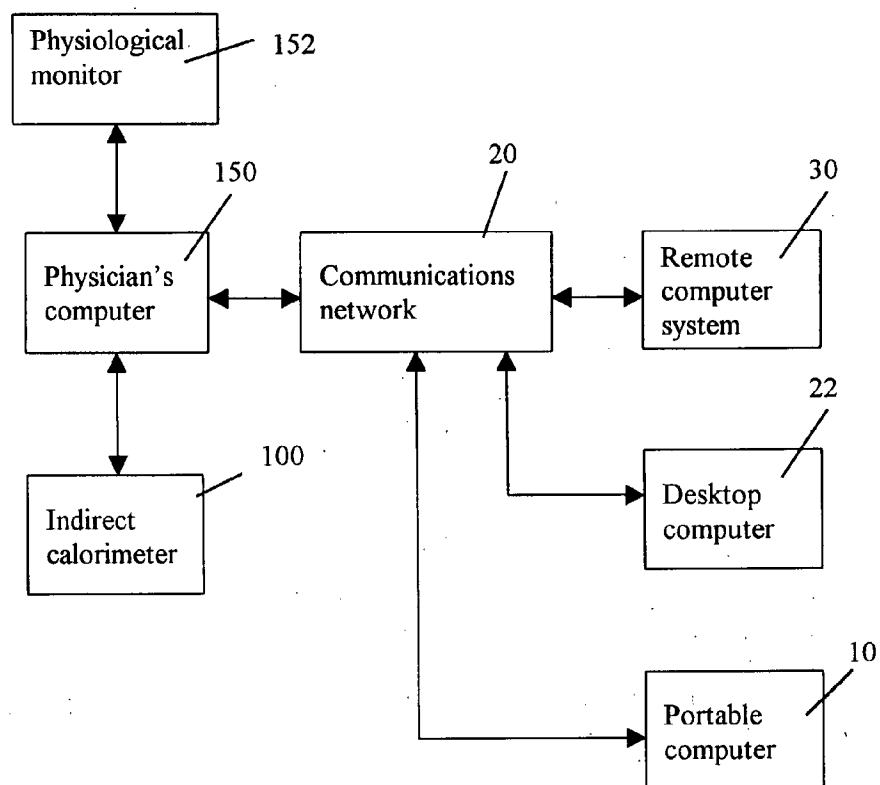 Physiological
monitor
152
150
20
30
Physician's
computer
Communications
network
Remote
computer
system
100
22
Indirect
calorimeter
Desktop
computer
10
Portable
computer